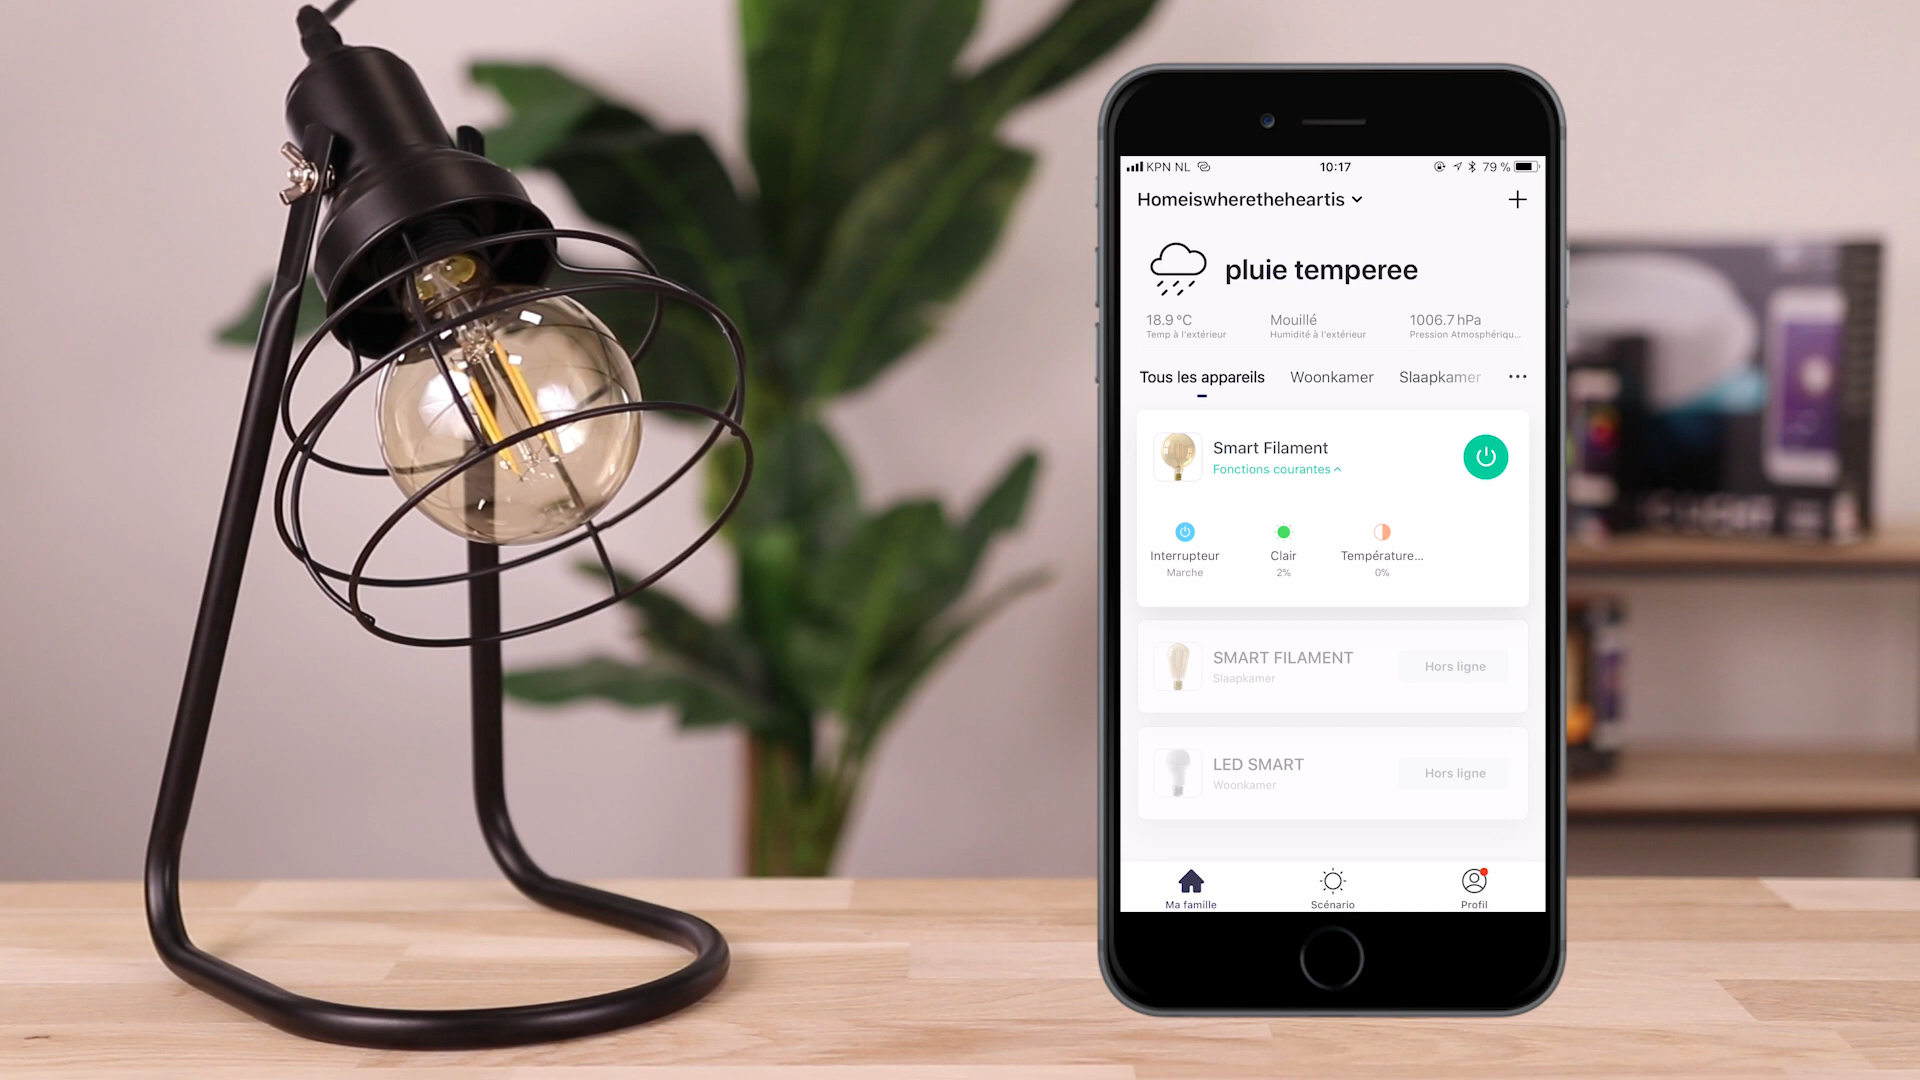 KPN NL
10:17
79 %
Homeiswheretheheartis
pluie temperee
18.9 °C
Temp à l'extérieur
Mouillé
Humidité à l'extérieur
1006.7 hPa
Pression Atmosphériqu...
Tous les appareils
Woonkamer
Slaapkamer
Smart Filament
Fonctions courantes
Interrupteur
Marche
Clair
2%
Température...
0%
SMART FILAMENT
Slaapkamer
Hors ligne
LED SMART
Woonkamer
Hors ligne
Ma famille
Scénario
Profil